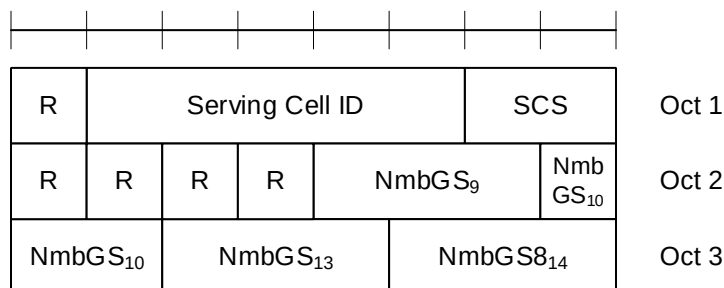 R Serving Cell ID SCS Oct 1
R R R R NmbGS₉ Nmb GS₁₀ Oct 2
NmbGS₁₀ NmbGS₁₃ NmbGS8₁₄ Oct 3